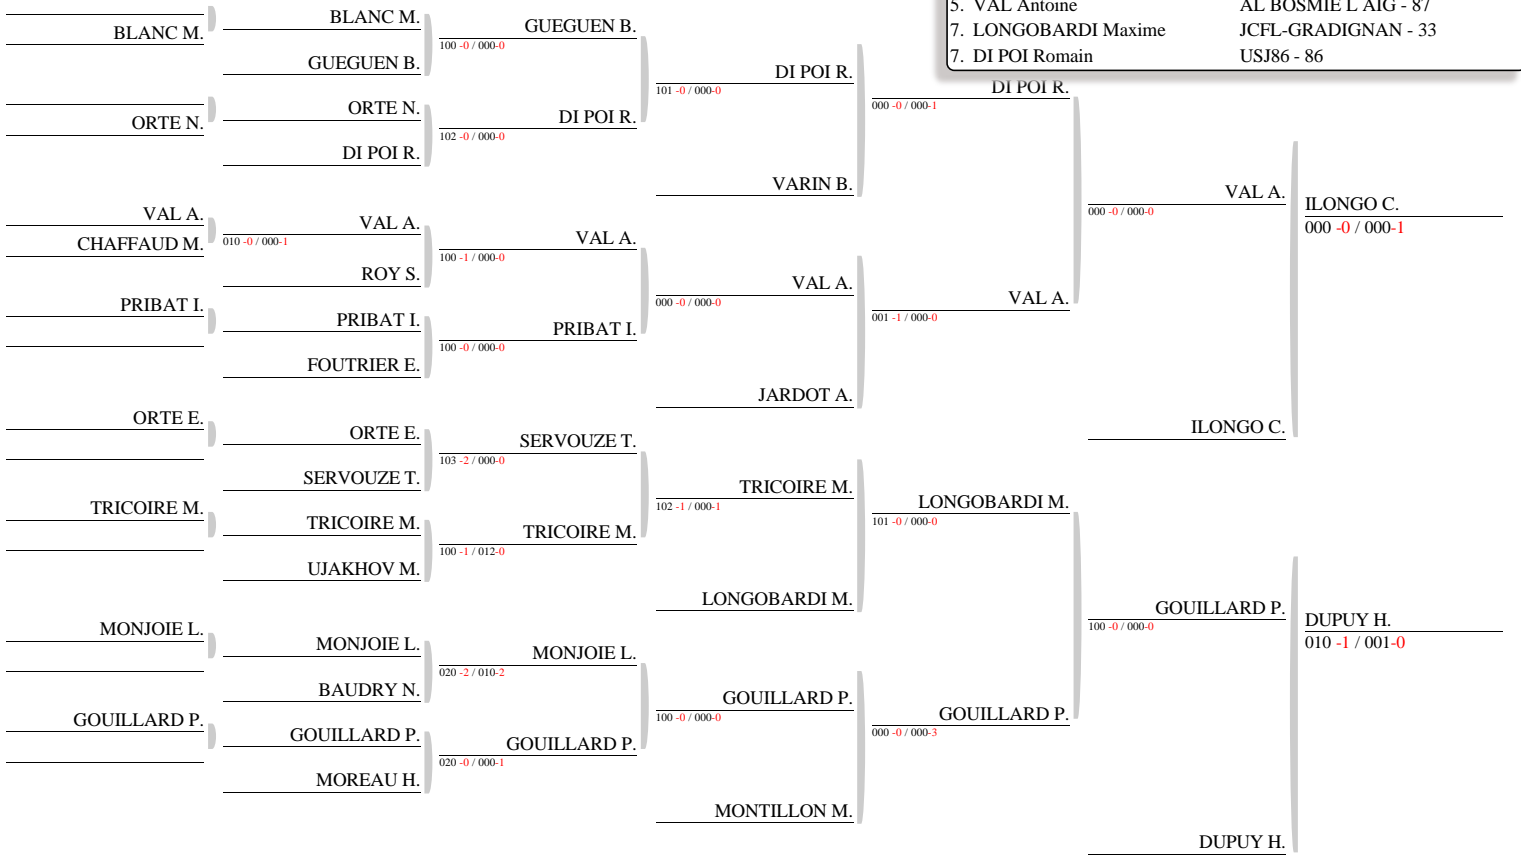 5. VAL Antoine AL BOSMIE L AIG - 87
7. LONGOBARDI Maxime JCFL-GRADIGNAN - 33
7. DI POI Romain USJ86 - 86
BLANC M.
BLANC M.
GUEGUEN B.
GUEGUEN B.
100 -0 / 000-0
ORTE N.
ORTE N.
DI POI R.
DI POI R.
102 -0 / 000-0
DI POI R.
101 -0 / 000-0
VARIN B.
DI POI R.
000 -0 / 000-1
VAL A.
CHAFFAUD M.
VAL A.
010 -0 / 000-1
ROY S.
VAL A.
100 -1 / 000-0
PRIBAT I.
PRIBAT I.
FOUTRIER E.
PRIBAT I.
100 -0 / 000-0
VAL A.
000 -0 / 000-0
JARDOT A.
VAL A.
001 -1 / 000-0
VAL A.
000 -0 / 000-0
ILONGO C.
ILONGO C.
000 -0 / 000-1
ORTE E.
ORTE E.
SERVOUZE T.
SERVOUZE T.
103 -2 / 000-0
TRICOIRE M.
TRICOIRE M.
UJAKHOV M.
TRICOIRE M.
100 -1 / 012-0
TRICOIRE M.
102 -1 / 000-1
LONGOBARDI M.
LONGOBARDI M.
101 -0 / 000-0
MONJOIE L.
MONJOIE L.
BAUDRY N.
MONJOIE L.
020 -2 / 010-2
GOUILLARD P.
GOUILLARD P.
MOREAU H.
GOUILLARD P.
020 -0 / 000-1
GOUILLARD P.
100 -0 / 000-0
MONTILLON M.
GOUILLARD P.
000 -0 / 000-3
GOUILLARD P.
100 -0 / 000-0
DUPUY H.
DUPUY H.
010 -1 / 001-0